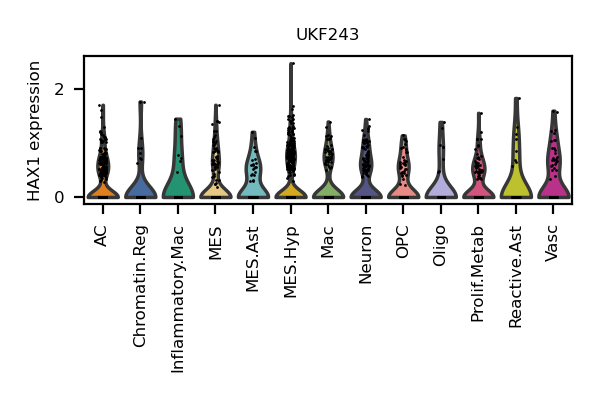 UKF243
HAX1 expression
2
0
AC
Chromatin.Reg
Inflammatory.Mac
MES
MES.Ast
MES.Hyp
Mac
Neuron
OPC
Oligo
Prolif.Metab
Reactive.Ast
Vasc